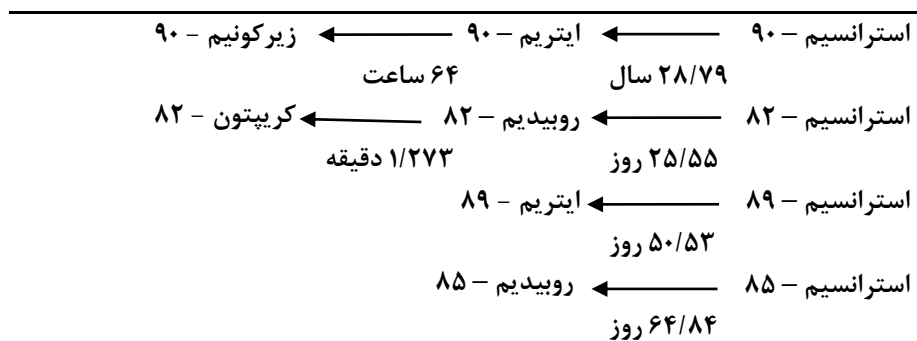 استرانسیم – ۹۰ ایتریم – ۹۰ زیرکونیم - ۹۰
۲۸/۷۹ سال ۶۴ ساعت
استرانسیم – ۸۲ روبیدیم – ۸۲ کریپتون - ۸۲
۲۵/۵۵ روز ۱/۲۷۳ دقیقه
استرانسیم – ۸۹ ایتریم - ۸۹
۵۰/۵۳ روز
استرانسیم – ۸۵ روبیدیم – ۸۵
۶۴/۸۴ روز